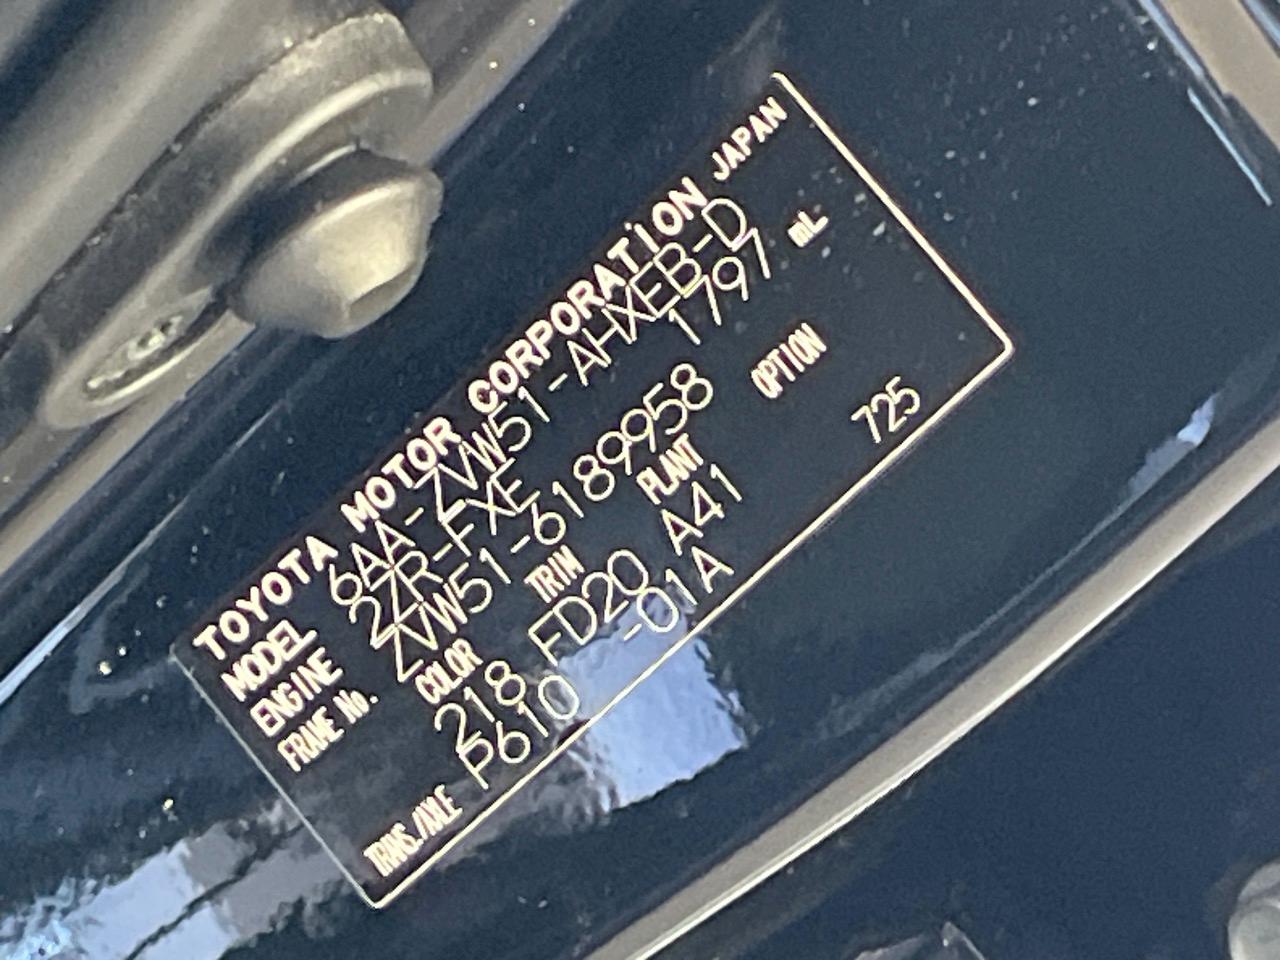 TOYOTA MOTOR CORPORATION JAPAN
MODEL 6AA-ZVW51-AHXEB-D
ENGINE 2ZR-FXE 1797 mL
FRAME No. ZVW51-6189958
COLOR TRIM PLANT OPTION
218 FD20 A41 725
TRANS./AXLE P610 -01A